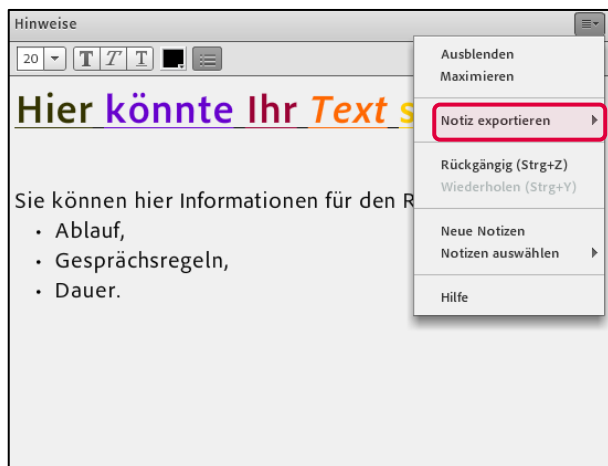 Hinweise
20 T T T
Hier könnte Ihr Text s
Sie können hier Informationen für den R
• Ablauf,
• Gesprächsregeln,
• Dauer.
Ausblenden
Maximieren
Notiz exportieren
Rückgängig (Strg+Z)
Wiederholen (Strg+Y)
Neue Notizen
Notizen auswählen
Hilfe